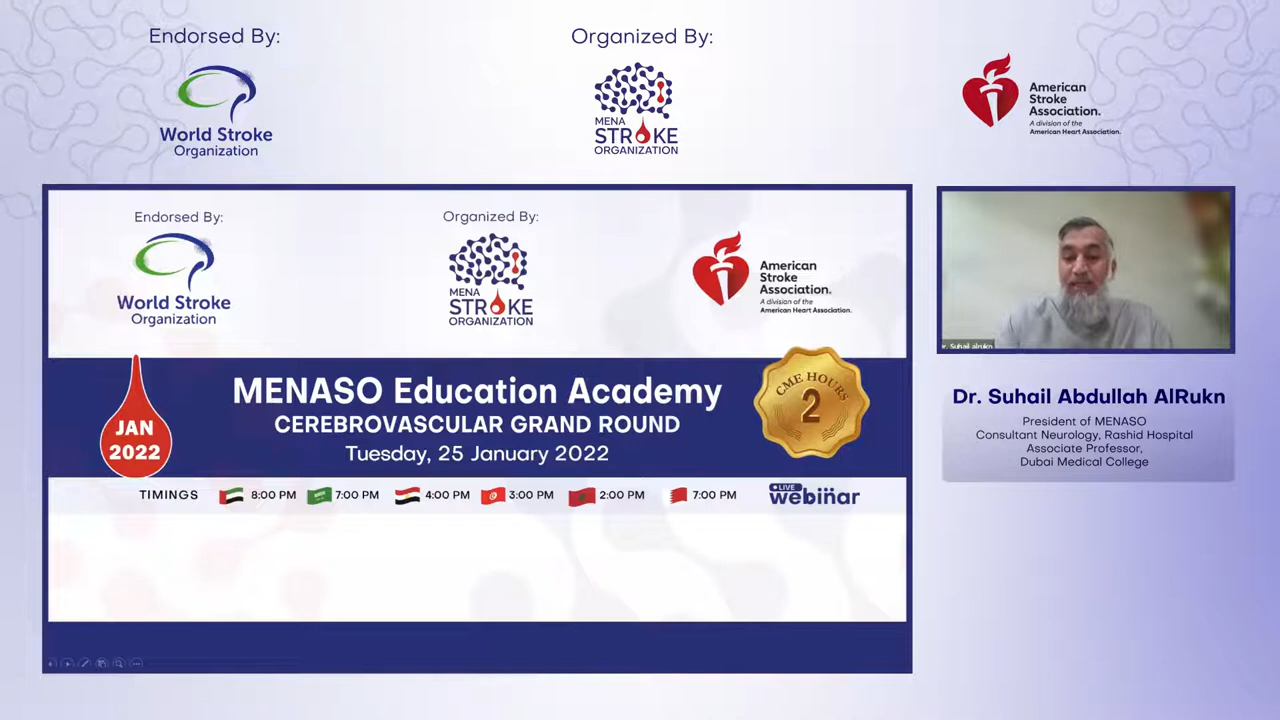 Endorsed By:
World Stroke
Organization
Organized By:
MENA
STROKE
ORGANIZATION
American
Stroke
Association.
A division of the
American Heart Association.
Endorsed By:
World Stroke
Organization
Organized By:
MENA
STROKE
ORGANIZATION
American
Stroke
Association.
A division of the
American Heart Association.
JAN
2022
MENASO Education Academy
CEREBROVASCULAR GRAND ROUND
Tuesday, 25 January 2022
CME HOURS
2
TIMINGS 8:00 PM 7:00 PM 4:00 PM 3:00 PM 2:00 PM 7:00 PM
LIVE
webinar
r. Suhail alrukn
Dr. Suhail Abdullah AlRukn
President of MENASO
Consultant Neurology, Rashid Hospital
Associate Professor,
Dubai Medical College